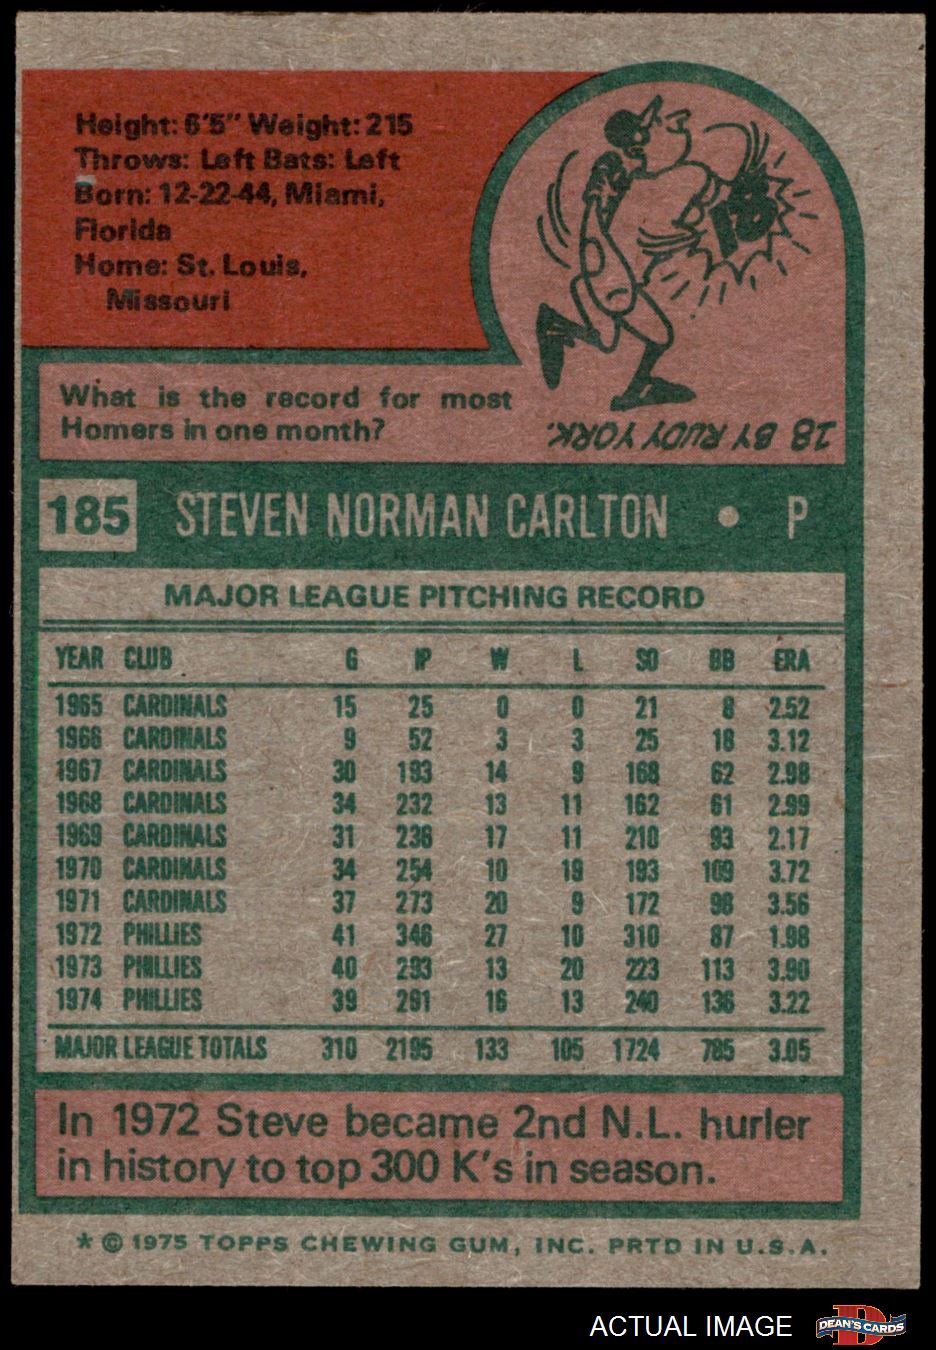 Height: 6'5" Weight: 215
Throws: Left Bats: Left
Born: 12-22-44, Miami,
Florida
Home: St. Louis,
Missouri
18
What is the record for most
Homers in one month?
18 BY RUDY YORK.
185 STEVEN NORMAN CARLTON • P
MAJOR LEAGUE PITCHING RECORD
YEAR CLUB G IP W L SO BB ERA
1965 CARDINALS 15 25 0 0 21 8 2.52
1966 CARDINALS 9 52 3 3 25 18 3.12
1967 CARDINALS 30 193 14 9 168 62 2.98
1968 CARDINALS 34 232 13 11 162 61 2.99
1969 CARDINALS 31 236 17 11 210 93 2.17
1970 CARDINALS 34 254 10 19 193 109 3.72
1971 CARDINALS 37 273 20 9 172 98 3.56
1972 PHILLIES 41 346 27 10 310 87 1.98
1973 PHILLIES 40 293 13 20 223 113 3.90
1974 PHILLIES 39 291 16 13 240 136 3.22
MAJOR LEAGUE TOTALS 310 2195 133 105 1724 785 3.05
In 1972 Steve became 2nd N.L. hurler
in history to top 300 K's in season.
* © 1975 TOPPS CHEWING GUM, INC. PRTD IN U.S.A.
ACTUAL IMAGE
D
DEAN'S CARDS